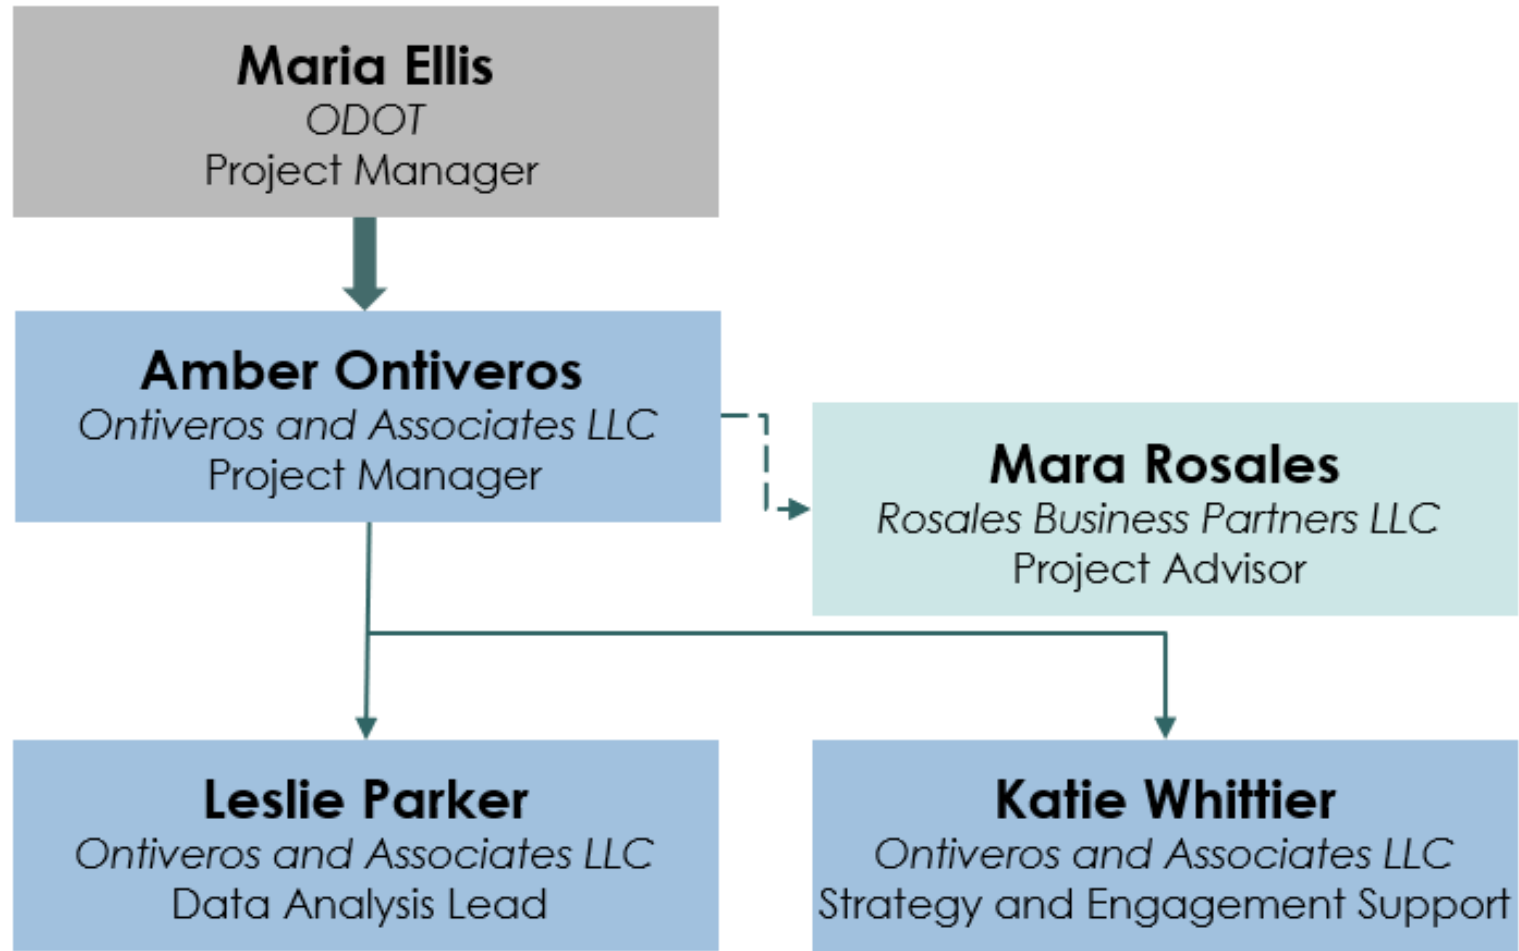 Maria Ellis
ODOT
Project Manager
Amber Ontiveros
Ontiveros and Associates LLC
Project Manager
Mara Rosales
Rosales Business Partners LLC
Project Advisor
Leslie Parker
Ontiveros and Associates LLC
Data Analysis Lead
Katie Whittier
Ontiveros and Associates LLC
Strategy and Engagement Support